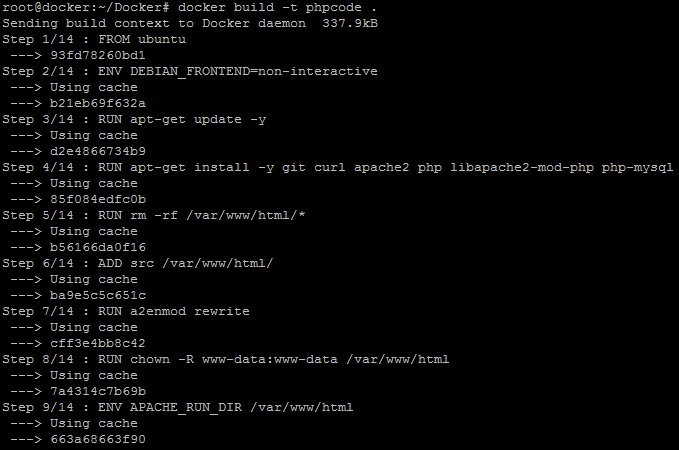 root@docker:~/Docker# docker build -t phpcode .
Sending build context to Docker daemon  337.9kB
Step 1/14 : FROM ubuntu
 ---> 93fd78260bd1
Step 2/14 : ENV DEBIAN_FRONTEND=non-interactive
 ---> Using cache
 ---> b21eb69f632a
Step 3/14 : RUN apt-get update -y
 ---> Using cache
 ---> d2e4866734b9
Step 4/14 : RUN apt-get install -y git curl apache2 php libapache2-mod-php php-mysql
 ---> Using cache
 ---> 85f084edfc0b
Step 5/14 : RUN rm -rf /var/www/html/*
 ---> Using cache
 ---> b56166da0f16
Step 6/14 : ADD src /var/www/html/
 ---> Using cache
 ---> ba9e5c5c651c
Step 7/14 : RUN a2enmod rewrite
 ---> Using cache
 ---> cff3e4bb8c42
Step 8/14 : RUN chown -R www-data:www-data /var/www/html
 ---> Using cache
 ---> 7a4314c7b69b
Step 9/14 : ENV APACHE_RUN_DIR /var/www/html
 ---> Using cache
 ---> 663a68663f90